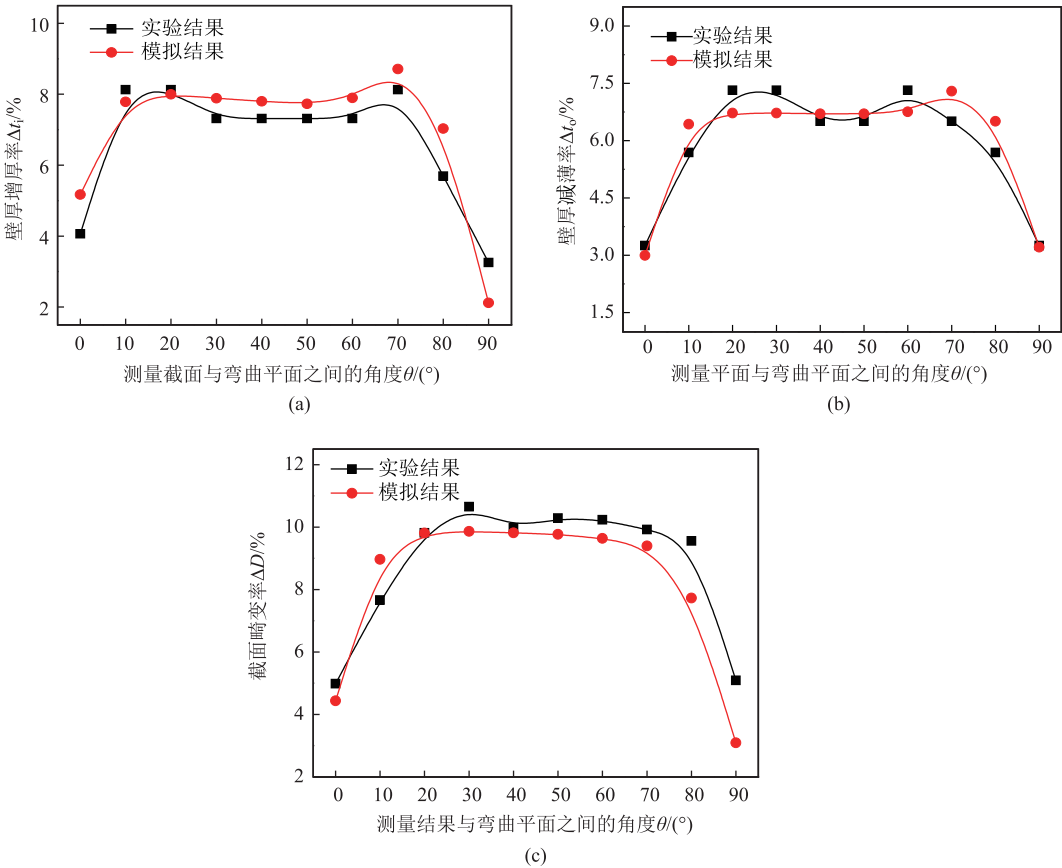 10
8
6
4
2
壁厚增厚率Δti/%
实验结果
模拟结果
0 10 20 30 40 50 60 70 80 90
测量截面与弯曲平面之间的角度θ/(°)
(a)
9.0
7.5
6.0
4.5
3.0
1.5
壁厚减薄率Δto/%
实验结果
模拟结果
0 10 20 30 40 50 60 70 80 90
测量平面与弯曲平面之间的角度θ/(°)
(b)
12
10
8
6
4
2
截面畸变率ΔD/%
实验结果
模拟结果
0 10 20 30 40 50 60 70 80 90
测量结果与弯曲平面之间的角度θ/(°)
(c)